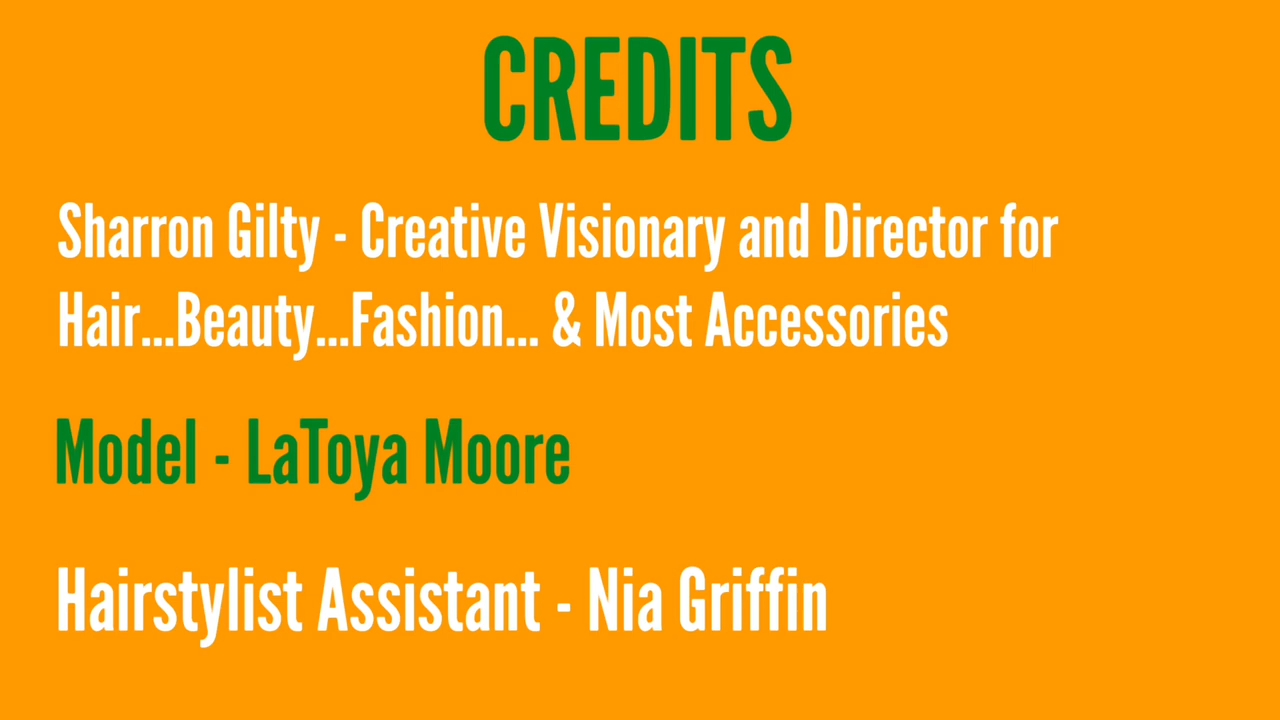 CREDITS
Sharron Gilty - Creative Visionary and Director for
Hair...Beauty...Fashion... & Most Accessories
Model - LaToya Moore
Hairstylist Assistant - Nia Griffin